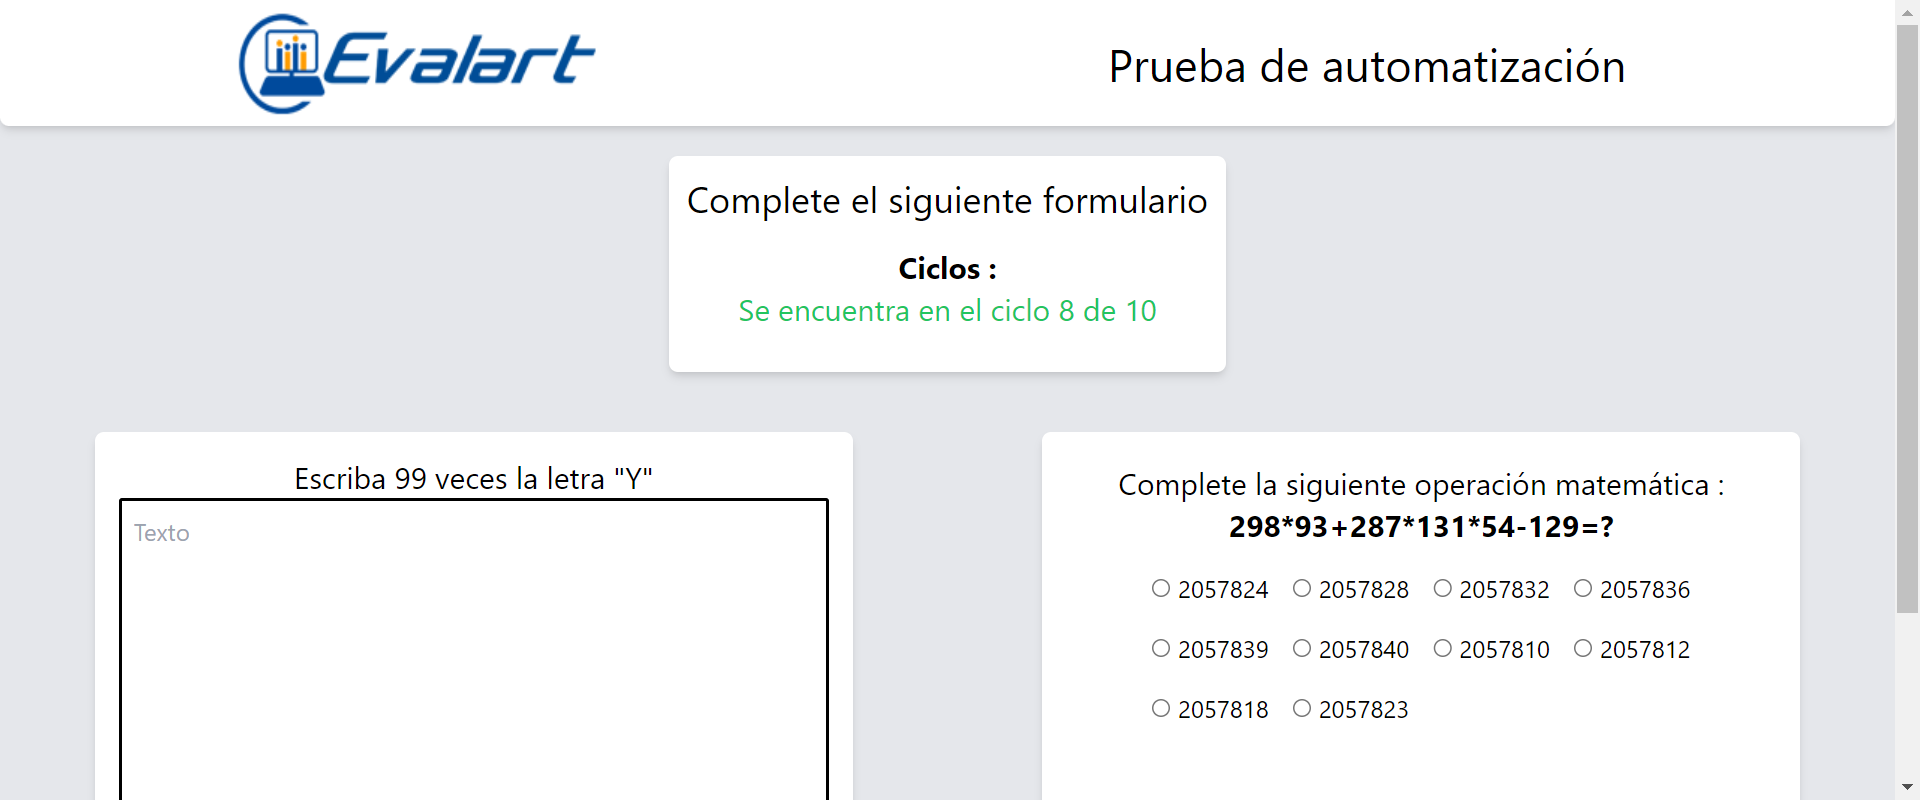 Evalart
Prueba de automatización
Complete el siguiente formulario
Ciclos :
Se encuentra en el ciclo 8 de 10
Escriba 99 veces la letra "Y"
Texto
Complete la siguiente operación matemática :
298*93+287*131*54-129=?
2057824 2057828 2057832 2057836
2057839 2057840 2057810 2057812
2057818 2057823